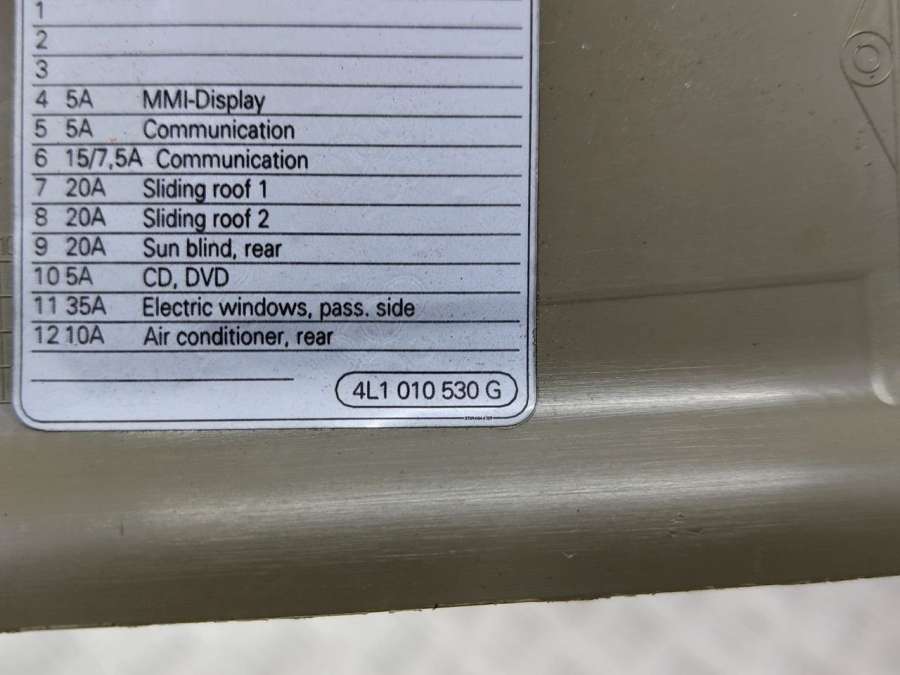 1
2
3
4 5A MMI-Display
5 5A Communication
6 15/7,5A Communication
7 20A Sliding roof 1
8 20A Sliding roof 2
9 20A Sun blind, rear
10 5A CD, DVD
11 35A Electric windows, pass. side
12 10A Air conditioner, rear
4L1 010 530 G